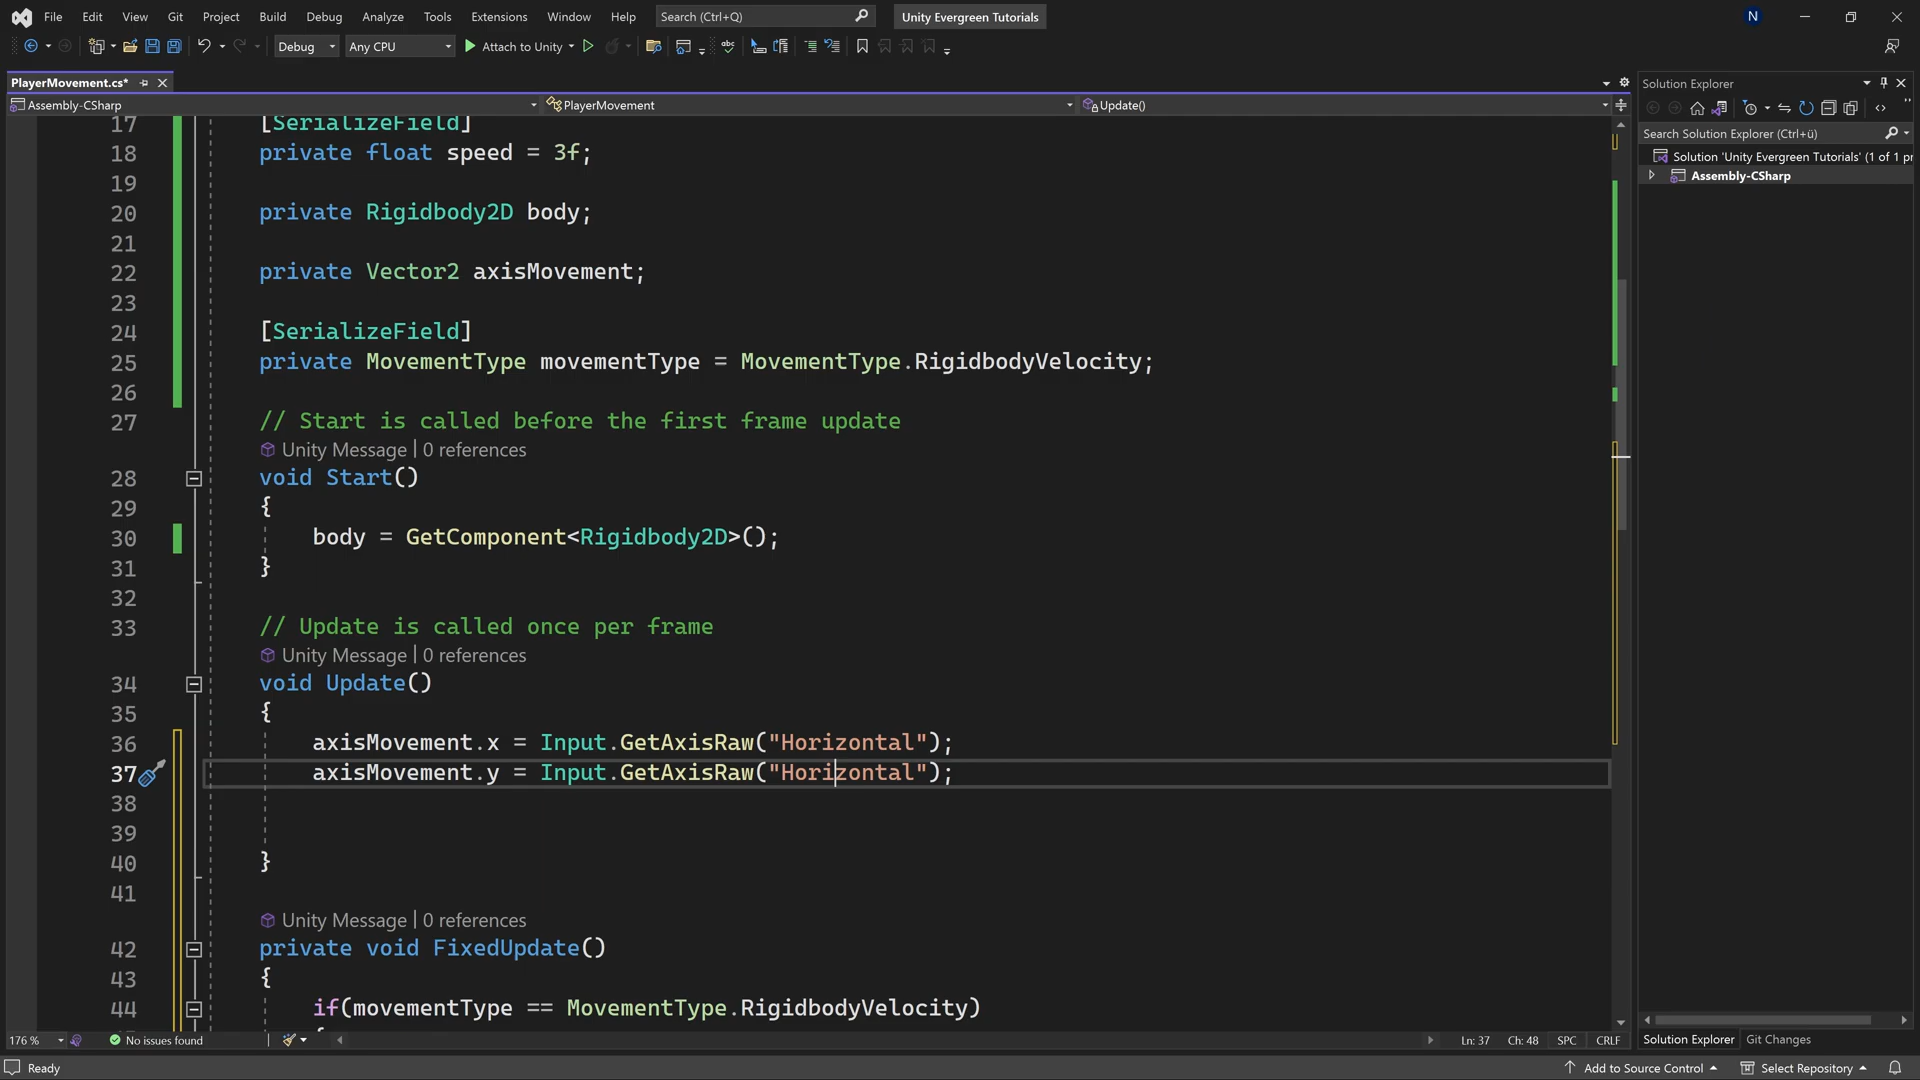 File Edit View Git Project Build Debug Analyze Tools Extensions Window Help Search (Ctrl+Q) Unity Evergreen Tutorials N
Debug Any CPU Attach to Unity
PlayerMovement.cs*
Assembly-CSharp PlayerMovement Update()
17 [SerializeField]
18 private float speed = 3f;
19
20 private Rigidbody2D body;
21
22 private Vector2 axisMovement;
23
24 [SerializeField]
25 private MovementType movementType = MovementType.RigidbodyVelocity;
26
27 // Start is called before the first frame update
Unity Message | 0 references
28 void Start()
29 {
30 body = GetComponent<Rigidbody2D>();
31 }
32
33 // Update is called once per frame
Unity Message | 0 references
34 void Update()
35 {
36 axisMovement.x = Input.GetAxisRaw("Horizontal");
37 axisMovement.y = Input.GetAxisRaw("Horizontal");
38
39
40 }
41
Unity Message | 0 references
42 private void FixedUpdate()
43 {
44 if(movementType == MovementType.RigidbodyVelocity)
{
176 % No issues found Ln: 37 Ch: 48 SPC CRLF
Solution Explorer
Search Solution Explorer (Ctrl+ü)
Solution 'Unity Evergreen Tutorials' (1 of 1 pr
Assembly-CSharp
Solution Explorer Git Changes
Ready Add to Source Control Select Repository